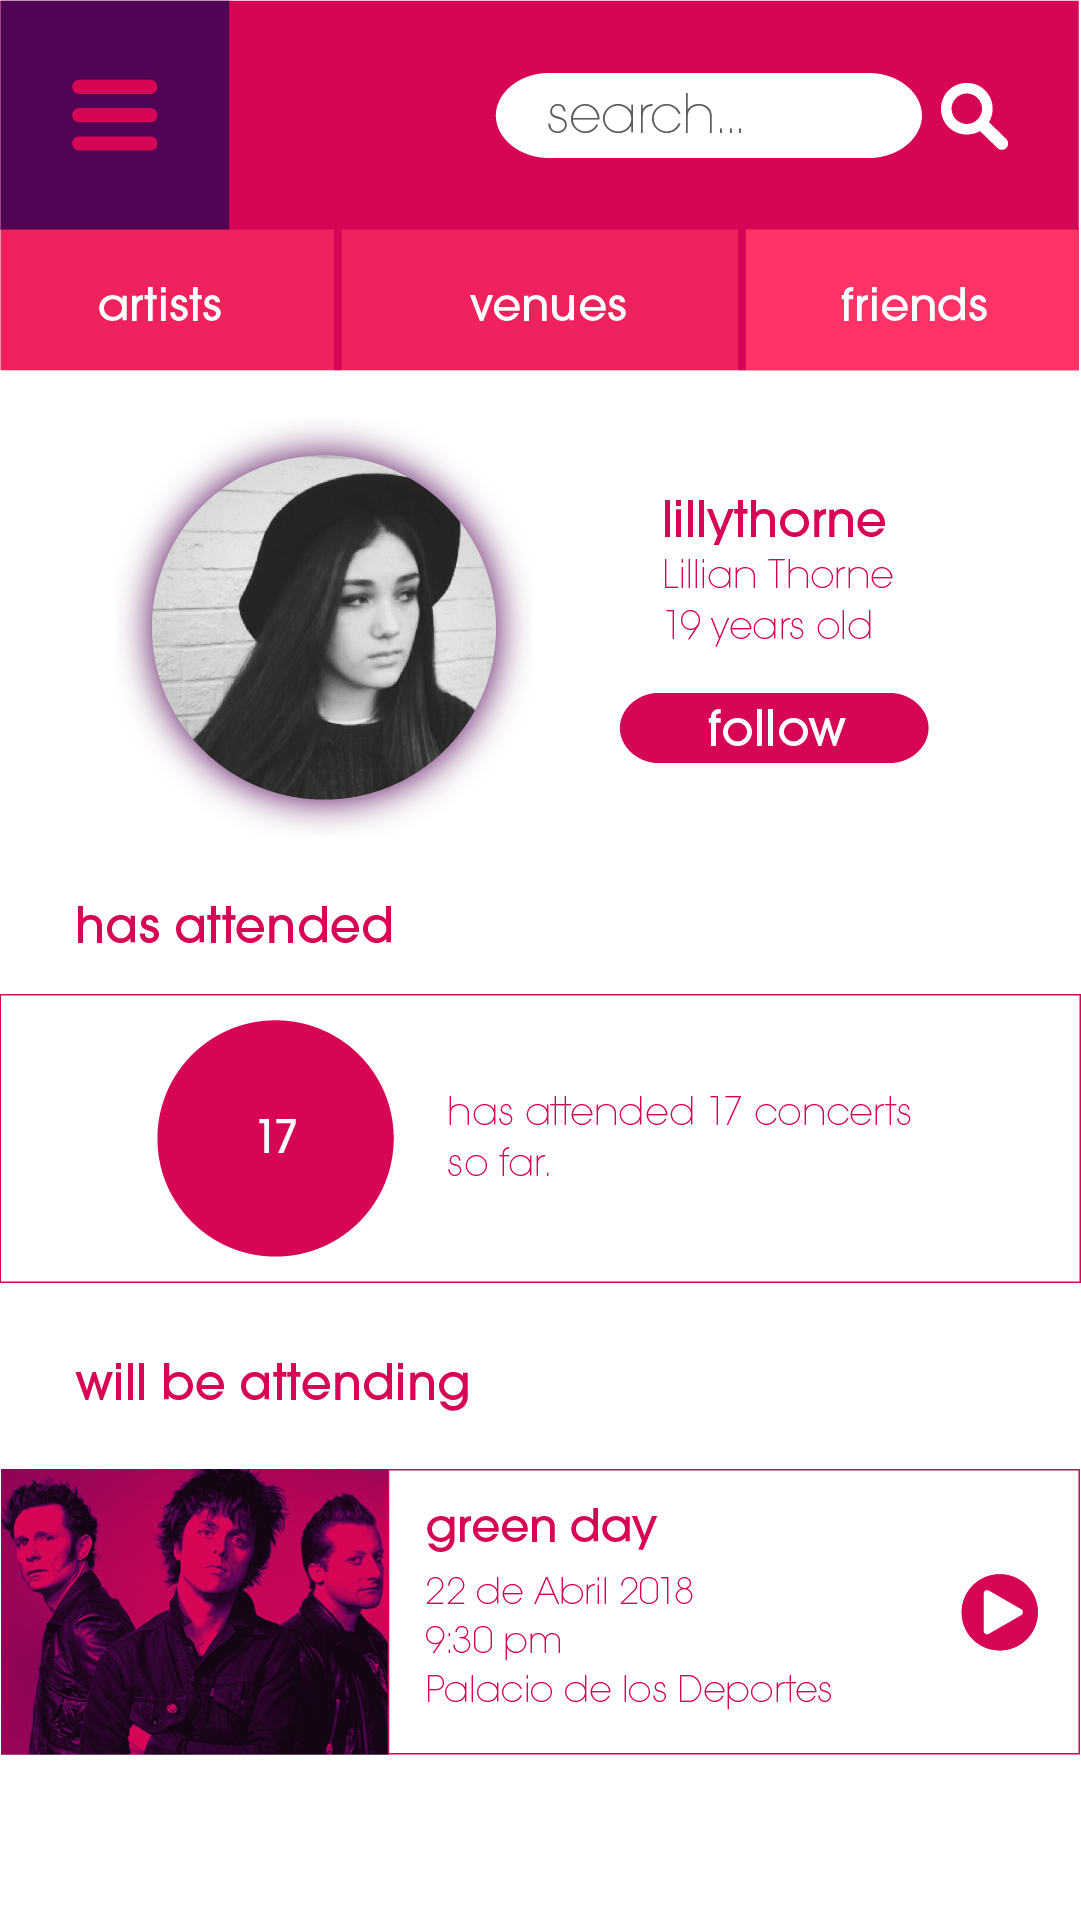 search...
artists
venues
friends
lillythorne
Lillian Thorne
19 years old
follow
has attended
17
has attended 17 concerts
so far.
will be attending
green day
22 de Abril 2018
9:30 pm
Palacio de los Deportes